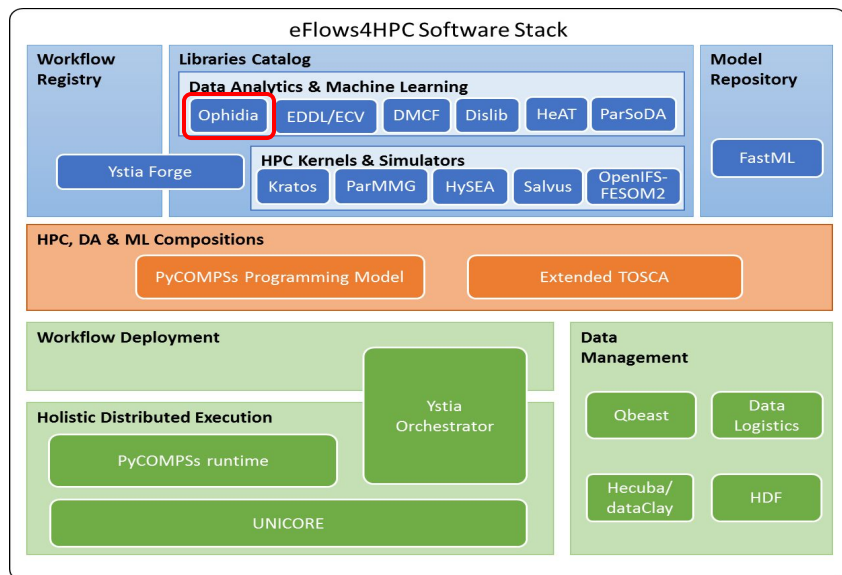 eFlows4HPC Software Stack
Workflow
Registry
Libraries Catalog
Data Analytics & Machine Learning
Ophidia
EDDL/ECV
DMCF
Dislib
HeAT
ParSoDA
Model
Repository
Ystia Forge
HPC Kernels & Simulators
Kratos
ParMMG
HySEA
Salvus
OpenIFS-
FESOM2
FastML
HPC, DA & ML Compositions
PyCOMPSs Programming Model
Extended TOSCA
Workflow Deployment
Ystia
Orchestrator
Holistic Distributed Execution
PyCOMPSs runtime
UNICORE
Data
Management
Qbeast
Data
Logistics
Hecuba/
dataClay
HDF